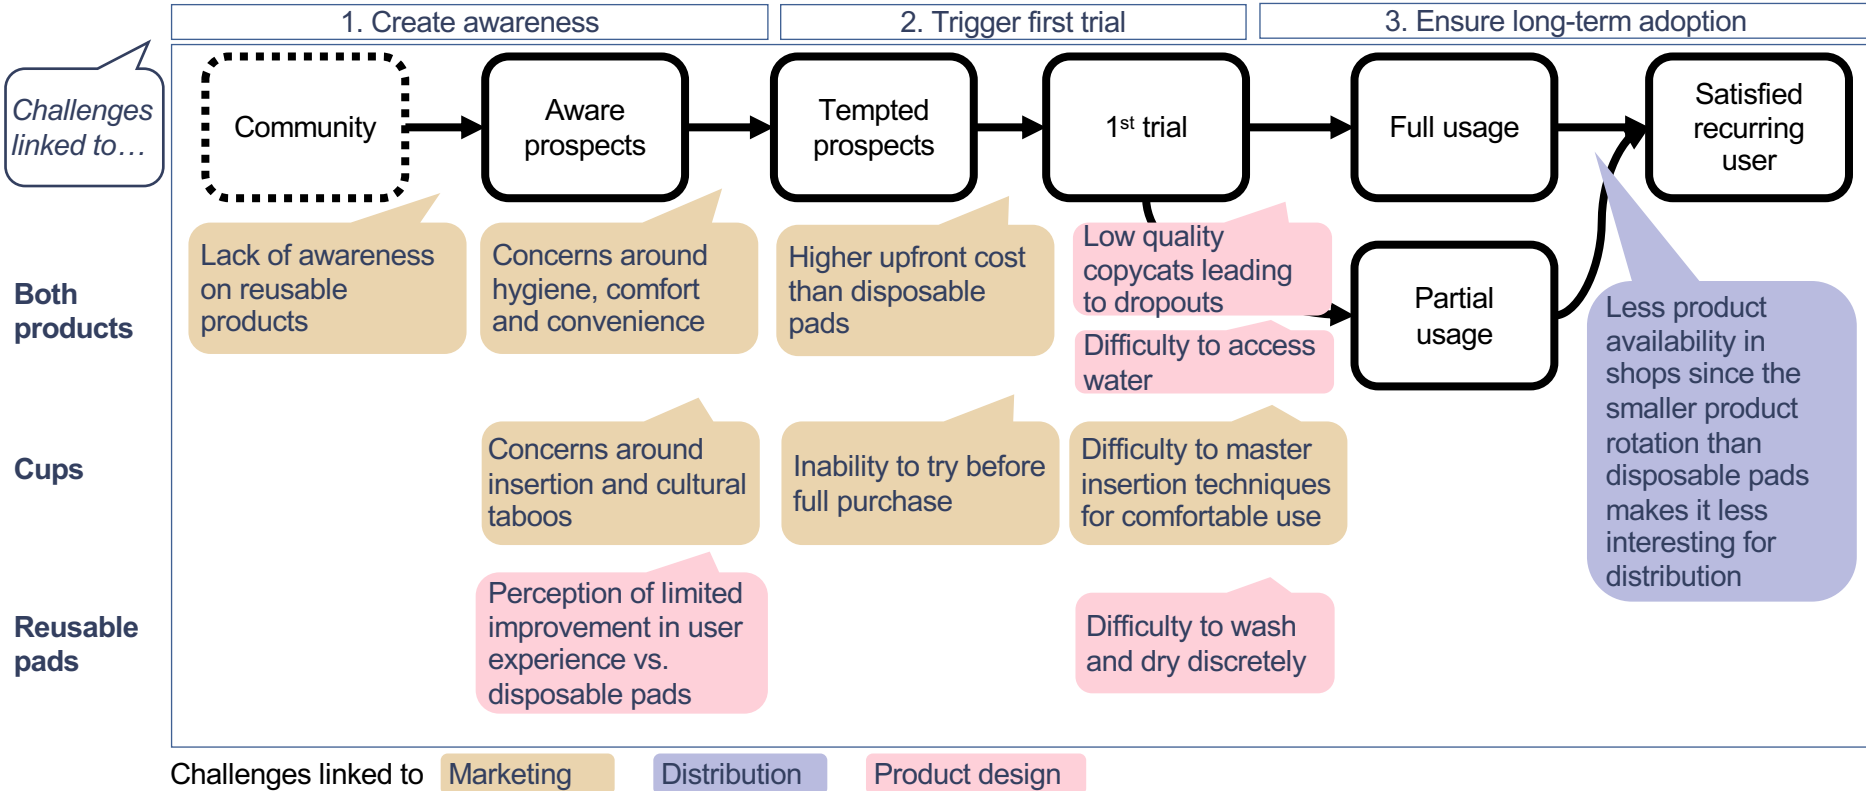 1. Create awareness
2. Trigger first trial
3. Ensure long-term adoption
Challenges
linked to…
Community
Aware
prospects
Tempted
prospects
1st trial
Full usage
Satisfied
recurring
user
Both
products
Lack of awareness
on reusable
products
Concerns around
hygiene, comfort
and convenience
Higher upfront cost
than disposable
pads
Low quality
copycats leading
to dropouts
Difficulty to access
water
Partial
usage
Less product
availability in
shops since the
smaller product
rotation than
disposable pads
makes it less
interesting for
distribution
Cups
Concerns around
insertion and cultural
taboos
Inability to try before
full purchase
Difficulty to master
insertion techniques
for comfortable use
Reusable
pads
Perception of limited
improvement in user
experience vs.
disposable pads
Difficulty to wash
and dry discretely
Challenges linked to
Marketing
Distribution
Product design